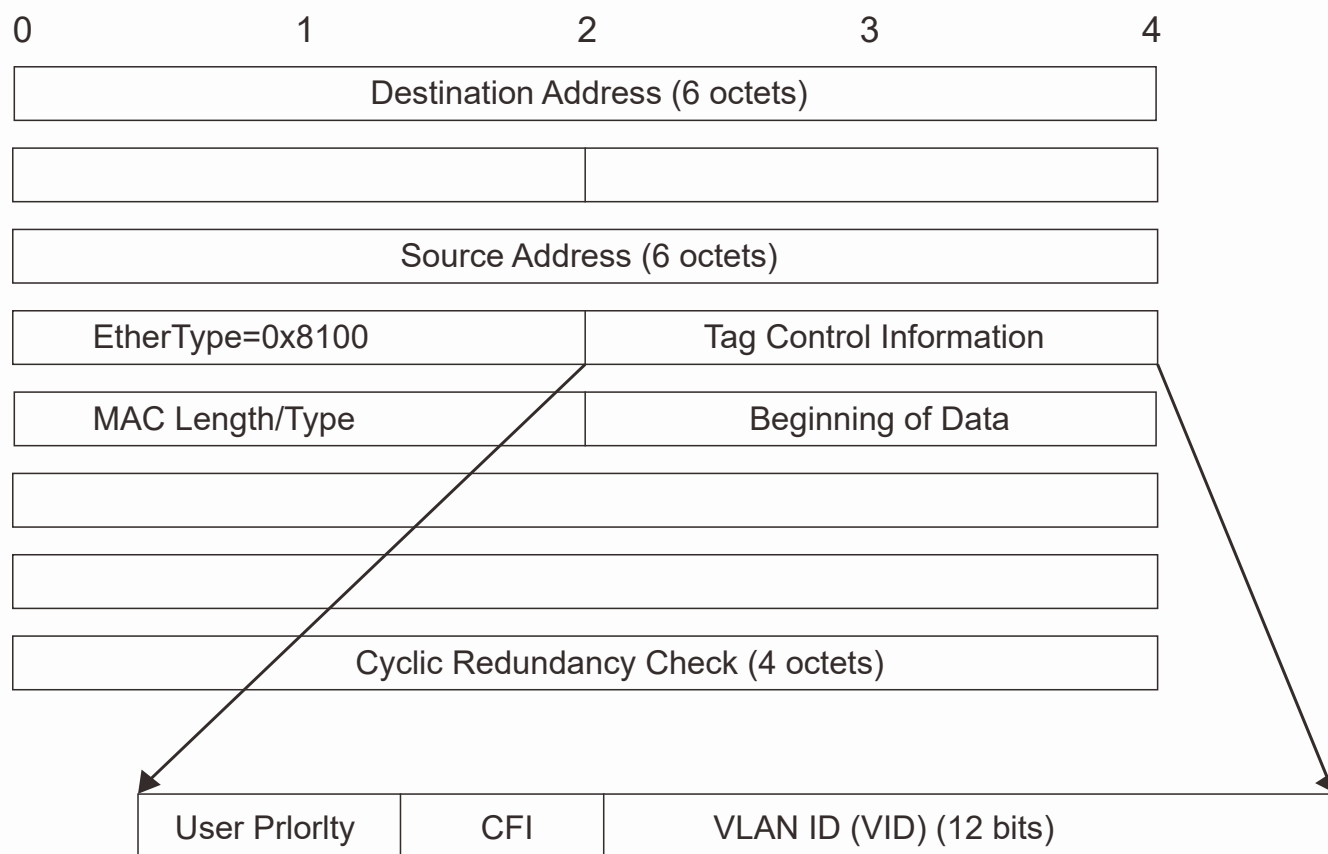 0 1 2 3 4
Destination Address (6 octets)
Source Address (6 octets)
EtherType=0x8100 Tag Control Information
MAC Length/Type Beginning of Data
Cyclic Redundancy Check (4 octets)
User Prlorlty CFI VLAN ID (VID) (12 bits)